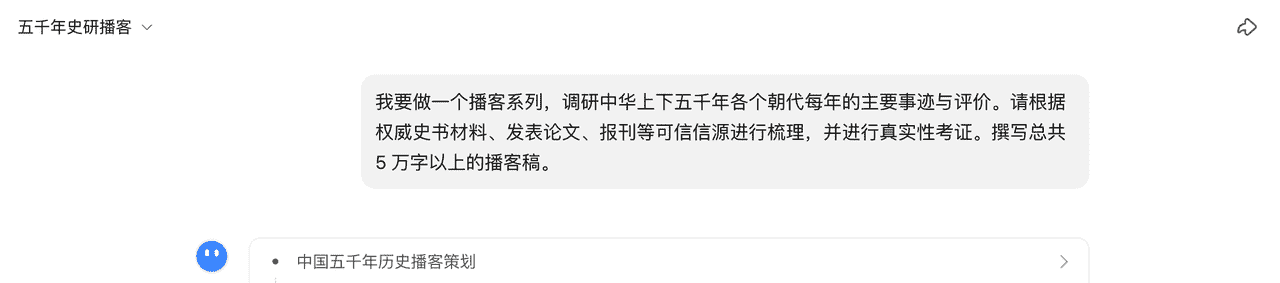 五千年史研播客
我要做一个播客系列，调研中华上下五千年各个朝代每年的主要事迹与评价。请根据
权威史书材料、发表论文、报刊等可信信源进行梳理，并进行真实性考证。撰写总共
5 万字以上的播客稿。
中国五千年历史播客策划